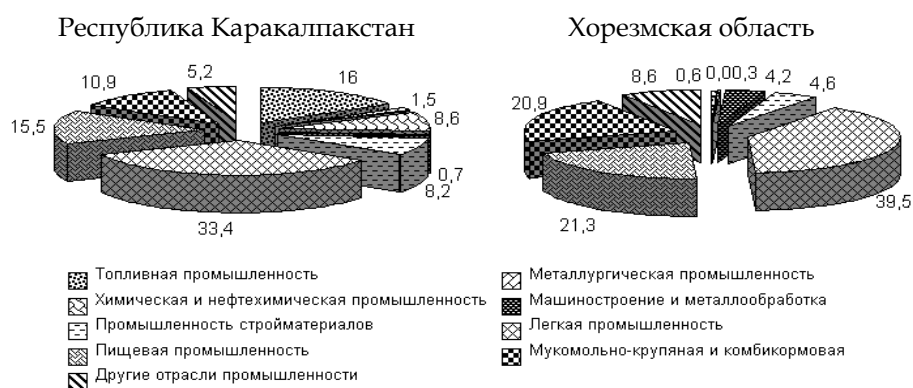 Республика Каракалпакстан
Хорезмская область
5,2
16
10,9
1,5
8,6
15,5
0,7
8,2
33,4
8,6
0,6
0,00,3
4,2
4,6
20,9
39,5
21,3
Топливная промышленность
Химическая и нефтехимическая промышленность
Промышленность стройматериалов
Пищевая промышленность
Другие отрасли промышленности
Металлургическая промышленность
Машиностроение и металлообработка
Легкая промышленность
Мукомольно-крупяная и комбикормовая